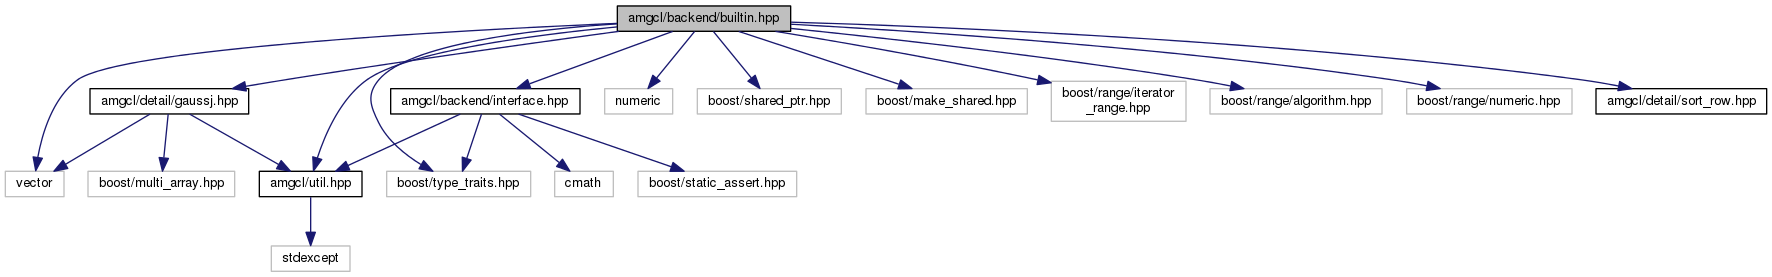 amgcl/backend/builtin.hpp
amgcl/detail/gaussj.hpp
amgcl/backend/interface.hpp
numeric
boost/shared_ptr.hpp
boost/make_shared.hpp
boost/range/iterator
_range.hpp
boost/range/algorithm.hpp
boost/range/numeric.hpp
amgcl/detail/sort_row.hpp
vector
boost/multi_array.hpp
amgcl/util.hpp
boost/type_traits.hpp
cmath
boost/static_assert.hpp
stdexcept